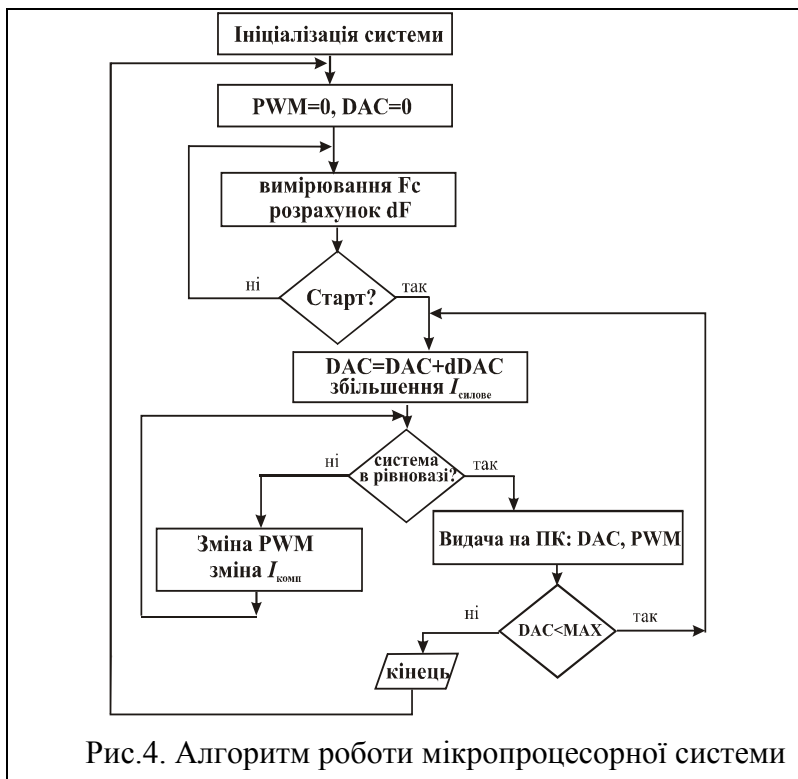 Ініціалізація системи
PWM=0, DAC=0
вимірювання Fc
розрахунок dF
ні
Старт?
так
DAC=DAC+dDAC
збільшення Iсилове
ні
система
в рівновазі?
так
Зміна PWM
зміна Iкомп
Видача на ПК: DAC, PWM
ні
DAC<MAX
так
кінець
Рис.4. Алгоритм роботи мікропроцесорної системи